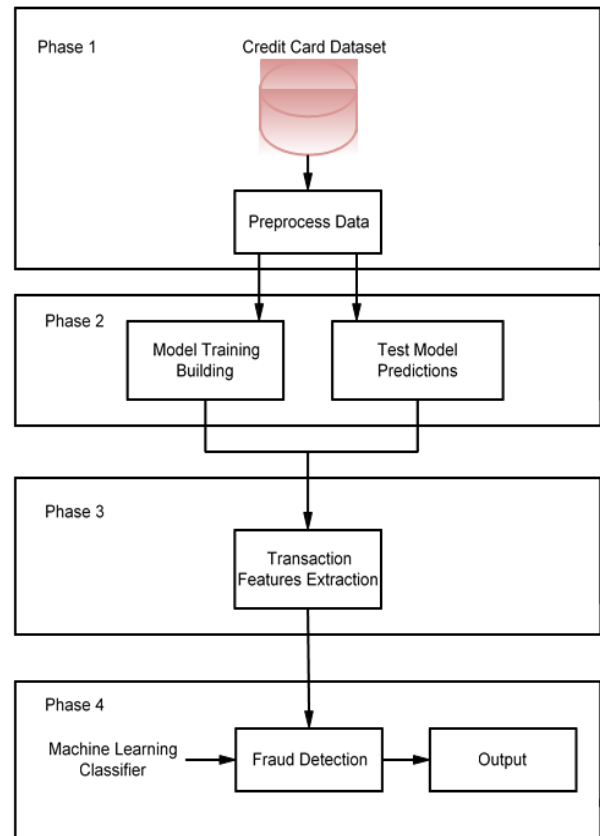 Phase 1
Credit Card Dataset
Preprocess Data
Phase 2
Model Training
Building
Test Model
Predictions
Phase 3
Transaction
Features Extraction
Phase 4
Machine Learning
Classifier
Fraud Detection
Output